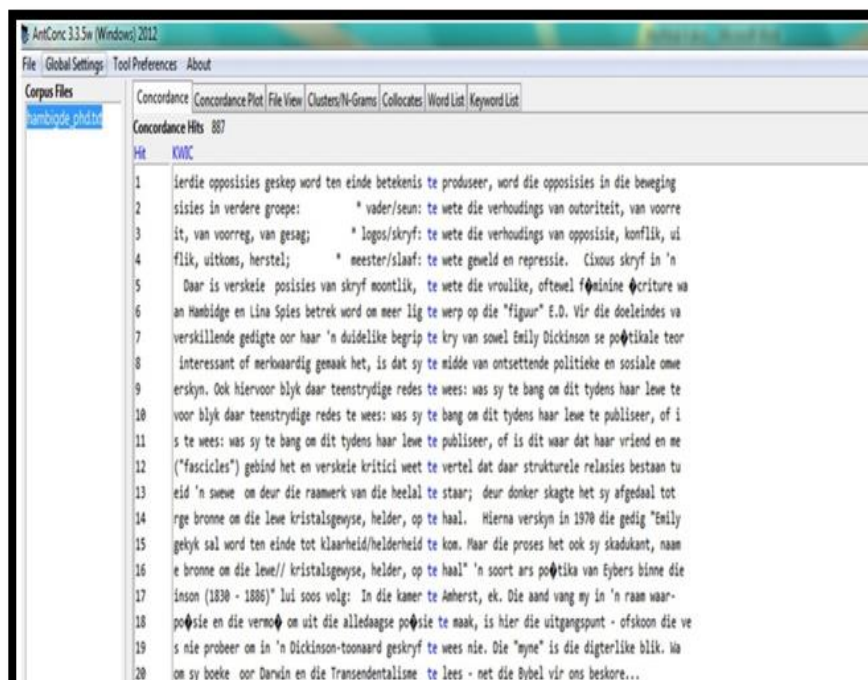 AntConc 3.3.5w (Windows) 2012
File Global Settings Tool Preferences About
Corpus Files
hambigde_phd.txt
Concordance Concordance Plot File View Clusters/N-Grams Collocates Word List Keyword List
Concordance Hits 887
Hit KWIC
1 ierdie opposisies geskep word ten einde betekenis te produseer, word die opposisies in die beweging
2 sisies in verdere groepe: * vader/seun: te wete die verhoudings van outoriteit, van voorre
3 it, van voorreg, van gesag; * logos/skryf: te wete die verhoudings van opposisie, konflik, ui
4 flik, uitkoms, herstel; * meester/slaaf: te wete geweld en repressie. Cixous skryf in 'n
5 Daar is verskeie posisies van skryf moontlik, te wete die vroulike, oftewel f�minine �criture wa
6 an Hambidge en Lina Spies betrek word om meer lig te werp op die "figuur" E.D. Vir die doeleindes va
7 verskillende gedigte oor haar 'n duidelike begrip te kry van sowel Emily Dickinson se po�tikale teor
8 interessant of merkwaardig gemaak het, is dat sy te midde van ontsettende politieke en sosiale omwe
9 erskyn. Ook hiervoor blyk daar teenstrydige redes te wees: was sy te bang om dit tydens haar lewe te
10 voor blyk daar teenstrydige redes te wees: was sy te bang om dit tydens haar lewe te publiseer, of i
11 s te wees: was sy te bang om dit tydens haar lewe te publiseer, of is dit waar dat haar vriend en me
12 ("fascicles") gebind het en verskeie kritici weet te vertel dat daar strukturele relasies bestaan tu
13 eid 'n swewe om deur die raamwerk van die heelal te staar; deur donker skagte het sy afgedaal tot
14 rge bronne om die lewe kristalsgewyse, helder, op te haal. Hierna verskyn in 1970 die gedig "Emily
15 gekyk sal word ten einde tot klaarheid/helderheid te kom. Maar die proses het ook sy skadukant, naam
16 e bronne om die lewe// kristalsgewyse, helder, op te haal" 'n soort ars po�tika van Eybers binne die
17 inson (1830 - 1886)" lui soos volg: In die kamer te Amherst, ek. Die aand vang my in 'n raam waar-
18 po�sie en die vermo� om uit die alledaagse po�sie te maak, is hier die uitgangspunt - ofskoon die ve
19 s nie probeer om in 'n Dickinson-toonaard geskryf te wees nie. Die "myne" is die digterlike blik. Wa
20 om sy boeke oor Darwin en die Transendentalisme te lees - net die Bybel vir ons beskore...